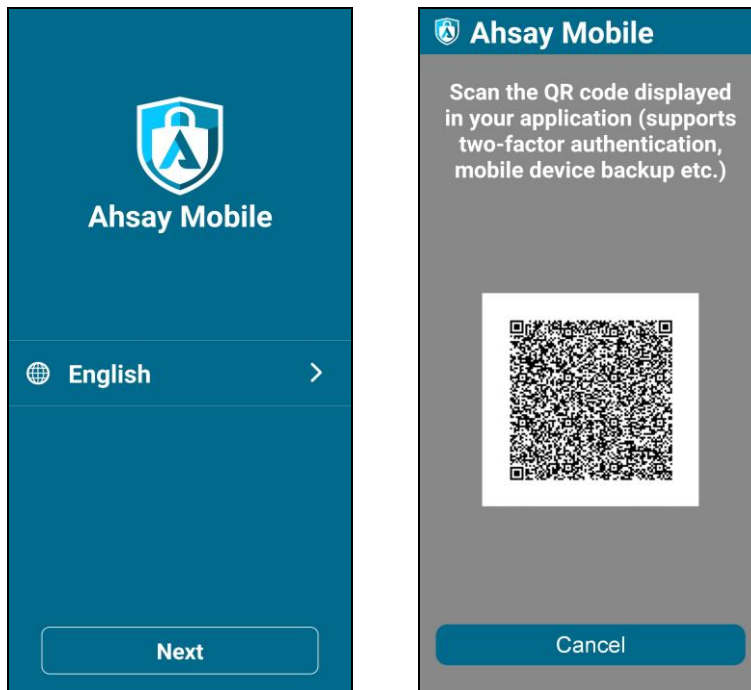 Ahsay Mobile
English
Next
Ahsay Mobile
Scan the QR code displayed
in your application (supports
two-factor authentication,
mobile device backup etc.)
Cancel